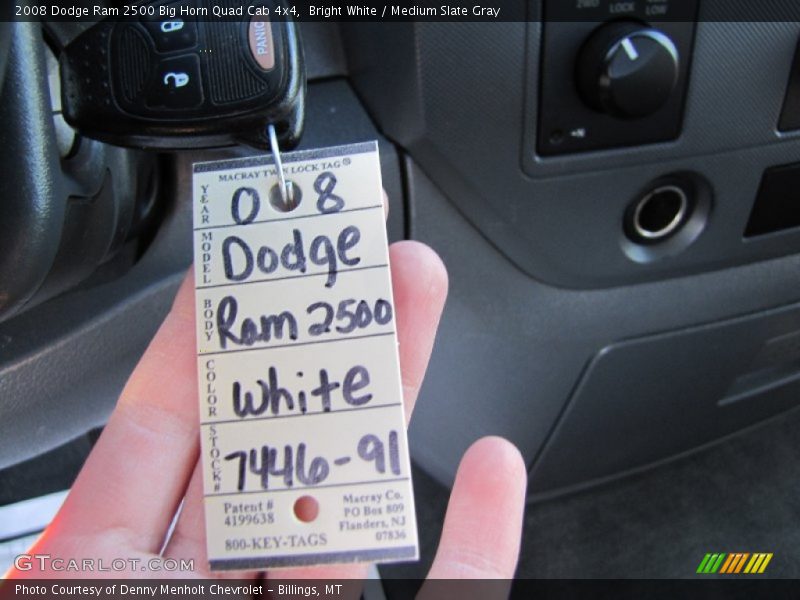 2008 Dodge Ram 2500 Big Horn Quad Cab 4x4, Bright White / Medium Slate Gray
LOCK
PANIC
MACRAY TWIN LOCK TAG®
YEAR 0 8
MODEL Dodge
BODY Ram 2500
COLOR White
STOCK# 7446-91
Patent #
4199638
800-KEY-TAGS
Macray Co.
PO Box 809
Flanders, NJ
07836
GTCARLOT.COM
Photo Courtesy of Denny Menholt Chevrolet - Billings, MT